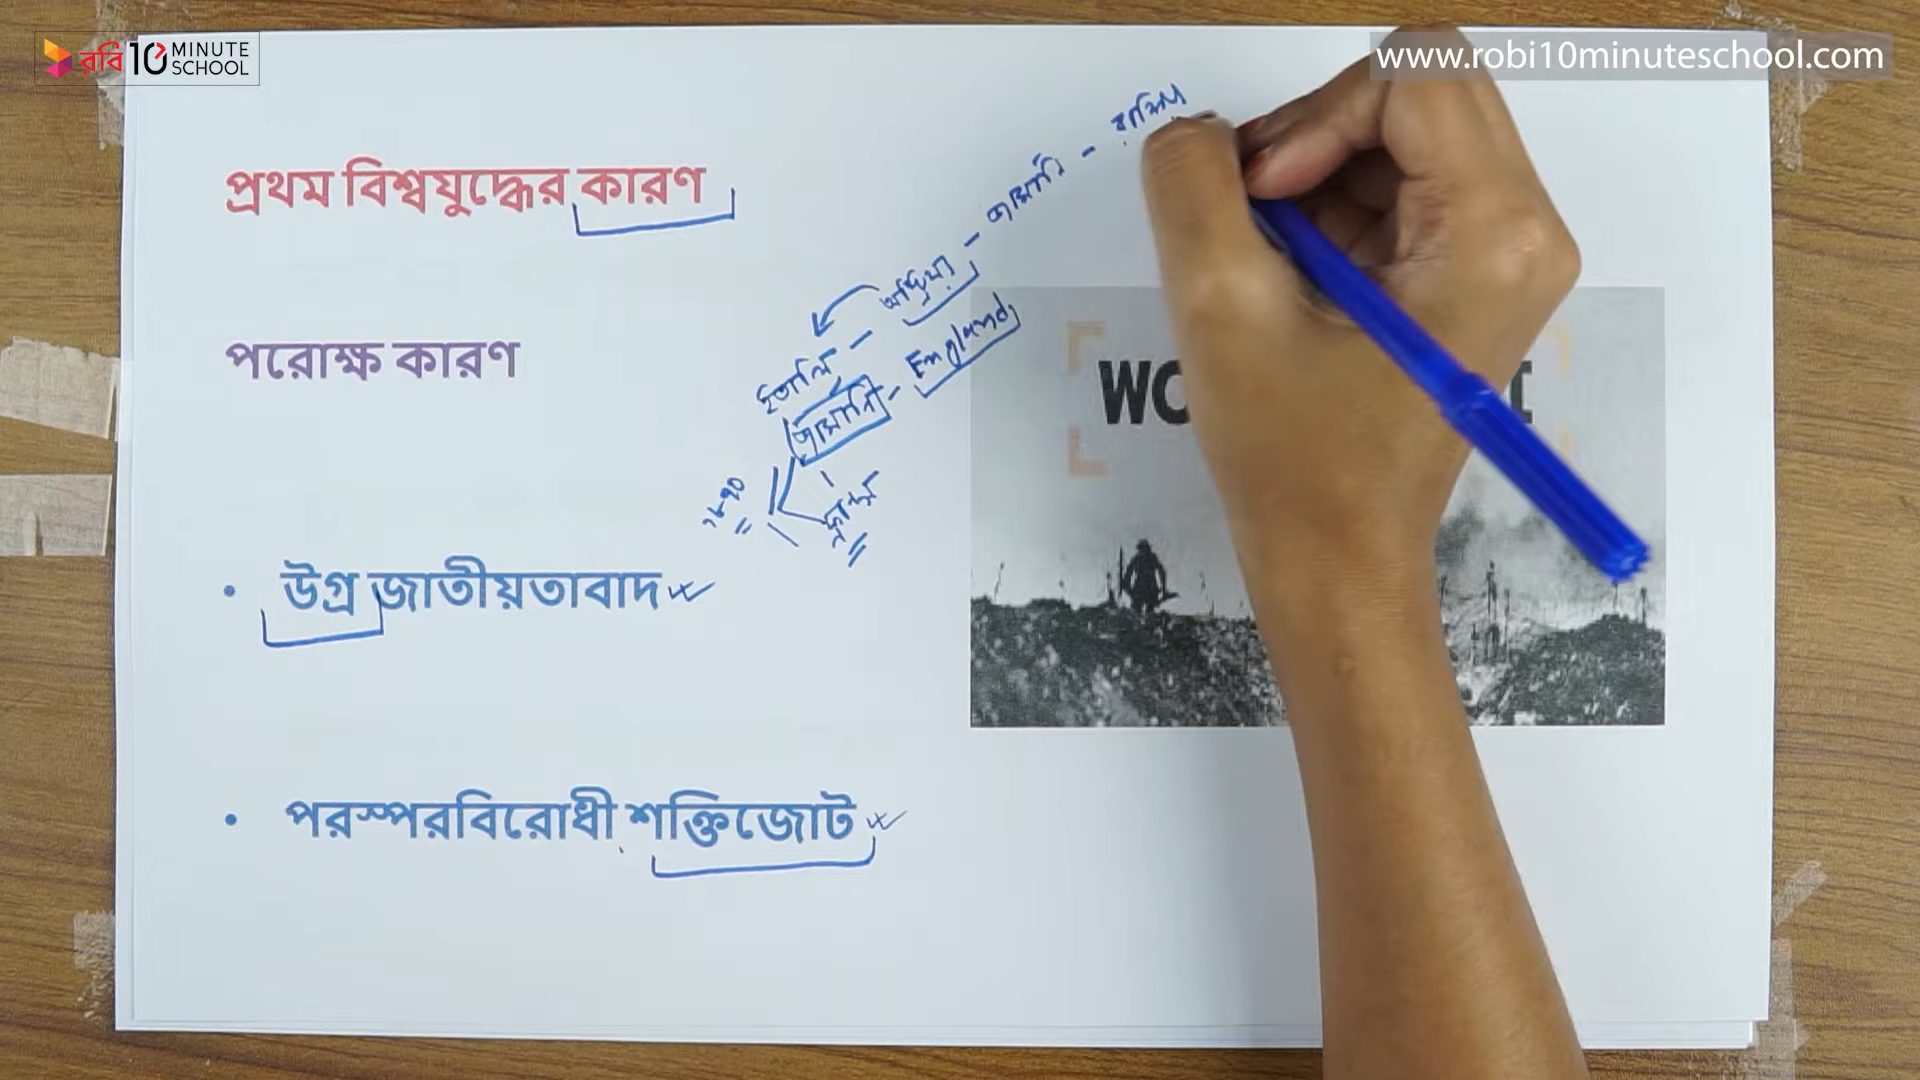 রবি 10 MINUTE SCHOOL
www.robi10minuteschool.com
প্রথম বিশ্বযুদ্ধের কারণ
পরোক্ষ কারণ
ইতালি - অস্ট্রিয়া - জার্মানি - রাশিয়া
জার্মানী - England
ফ্রান্স
১৮৭০
• উগ্র জাতীয়তাবাদ
• পরস্পরবিরোধী শক্তিজোট